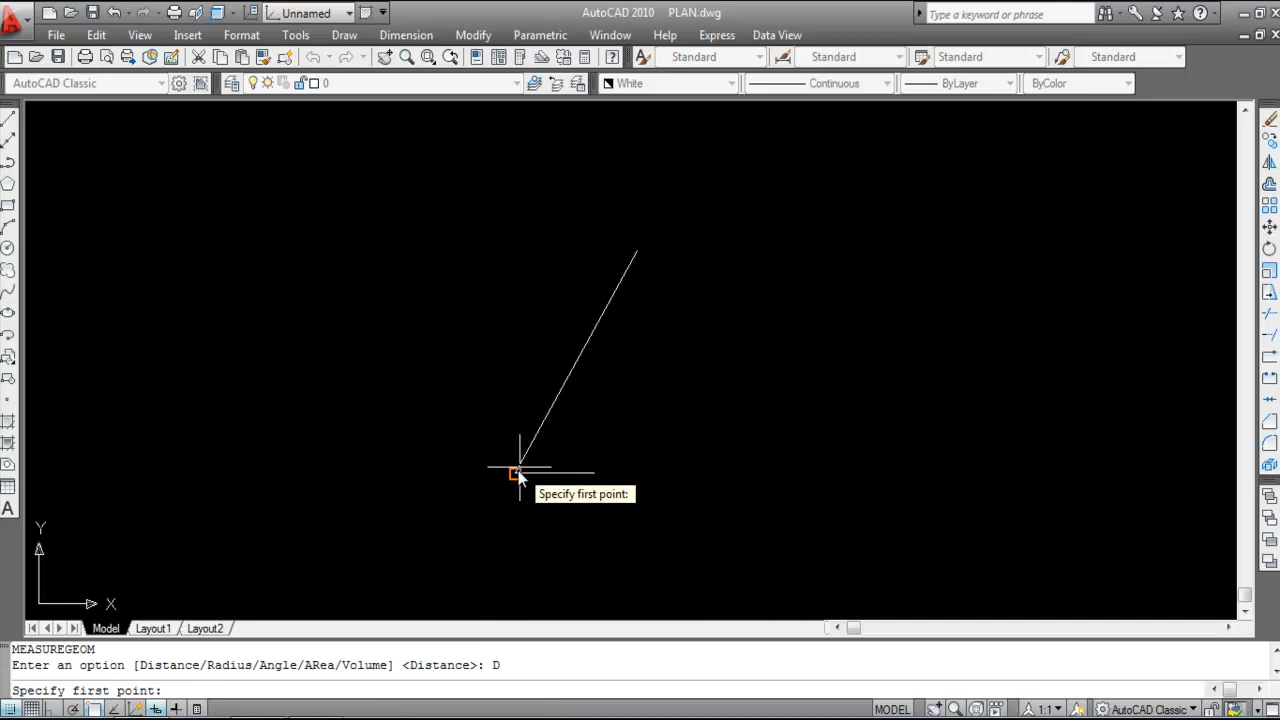 AutoCAD 2010 PLAN.dwg
Unnamed
Type a keyword or phrase
File Edit View Insert Format Tools Draw Dimension Modify Parametric Window Help Express Data View
Standard Standard Standard Standard
AutoCAD Classic 0 White Continuous ByLayer ByColor
Specify first point:
Y
X
Model Layout1 Layout2
MEASUREGEOM
Enter an option [Distance/Radius/Angle/ARea/Volume] <Distance>: D
Specify first point:
MODEL 1:1 AutoCAD Classic